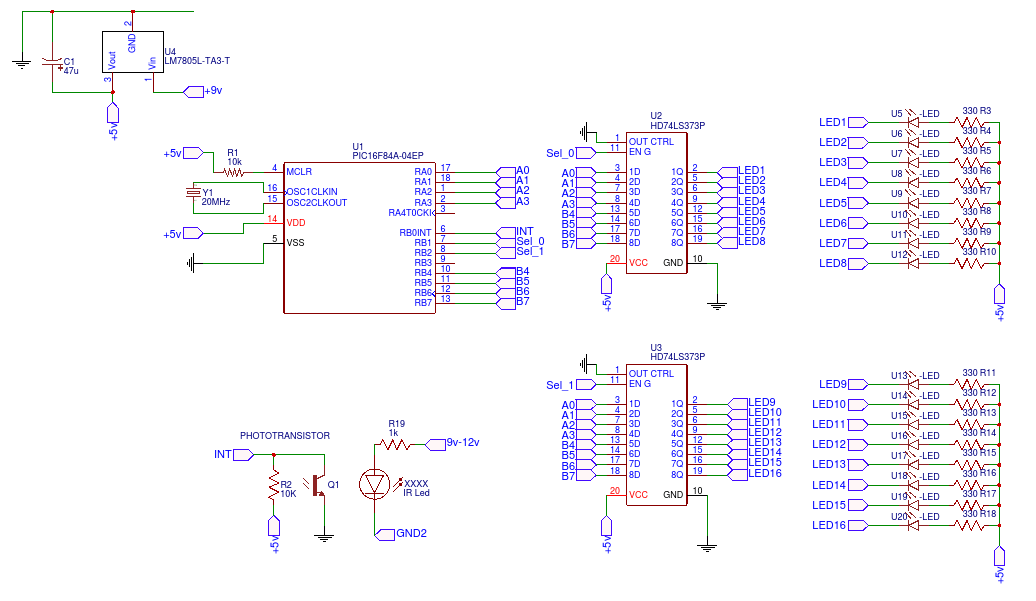 2
GND
Vout
Vin
3
1
U4
LM7805L-TA3-T
C1
47u
+9v
+5v
+5v
R1
10k
Y1
20MHz
+5v
U1
PIC16F84A-04EP
4 MCLR
16 OSC1CLKIN
15 OSC2CLKOUT
14 VDD
5 VSS
RA0 17 A0
RA1 18 A1
RA2 1 A2
RA3 2 A3
RA4T0CKI 3
RB0INT 6 INT
RB1 7 Sel_0
RB2 8 Sel_1
RB3 9
RB4 10 B4
RB5 11 B5
RB6 12 B6
RB7 13 B7
U2
HD74LS373P
1 OUT CTRL
Sel_0 11 EN G
A0 3 1D 1Q 2 LED1
A1 4 2D 2Q 5 LED2
A2 7 3D 3Q 6 LED3
A3 8 4D 4Q 9 LED4
B4 13 5D 5Q 12 LED5
B5 14 6D 6Q 15 LED6
B6 17 7D 7Q 16 LED7
B7 18 8D 8Q 19 LED8
20 VCC GND 10
+5v
LED1 U5 -LED 330 R3
LED2 U6 -LED 330 R4
LED3 U7 -LED 330 R5
LED4 U8 -LED 330 R6
LED5 U9 -LED 330 R7
LED6 U10 -LED 330 R8
LED7 U11 -LED 330 R9
LED8 U12 -LED 330 R10
+5v
U3
HD74LS373P
1 OUT CTRL
Sel_1 11 EN G
A0 3 1D 1Q 2 LED9
A1 4 2D 2Q 5 LED10
A2 7 3D 3Q 6 LED11
A3 8 4D 4Q 9 LED12
B4 13 5D 5Q 12 LED13
B5 14 6D 6Q 15 LED14
B6 17 7D 7Q 16 LED15
B7 18 8D 8Q 19 LED16
20 VCC GND 10
+5v
LED9 U13 -LED 330 R11
LED10 U14 -LED 330 R12
LED11 U15 -LED 330 R13
LED12 U16 -LED 330 R14
LED13 U17 -LED 330 R15
LED14 U18 -LED 330 R16
LED15 U19 -LED 330 R17
LED16 U20 -LED 330 R18
+5v
PHOTOTRANSISTOR
INT
R2
10K
Q1
+5v
R19
1k
9v-12v
XXXX
IR Led
GND2